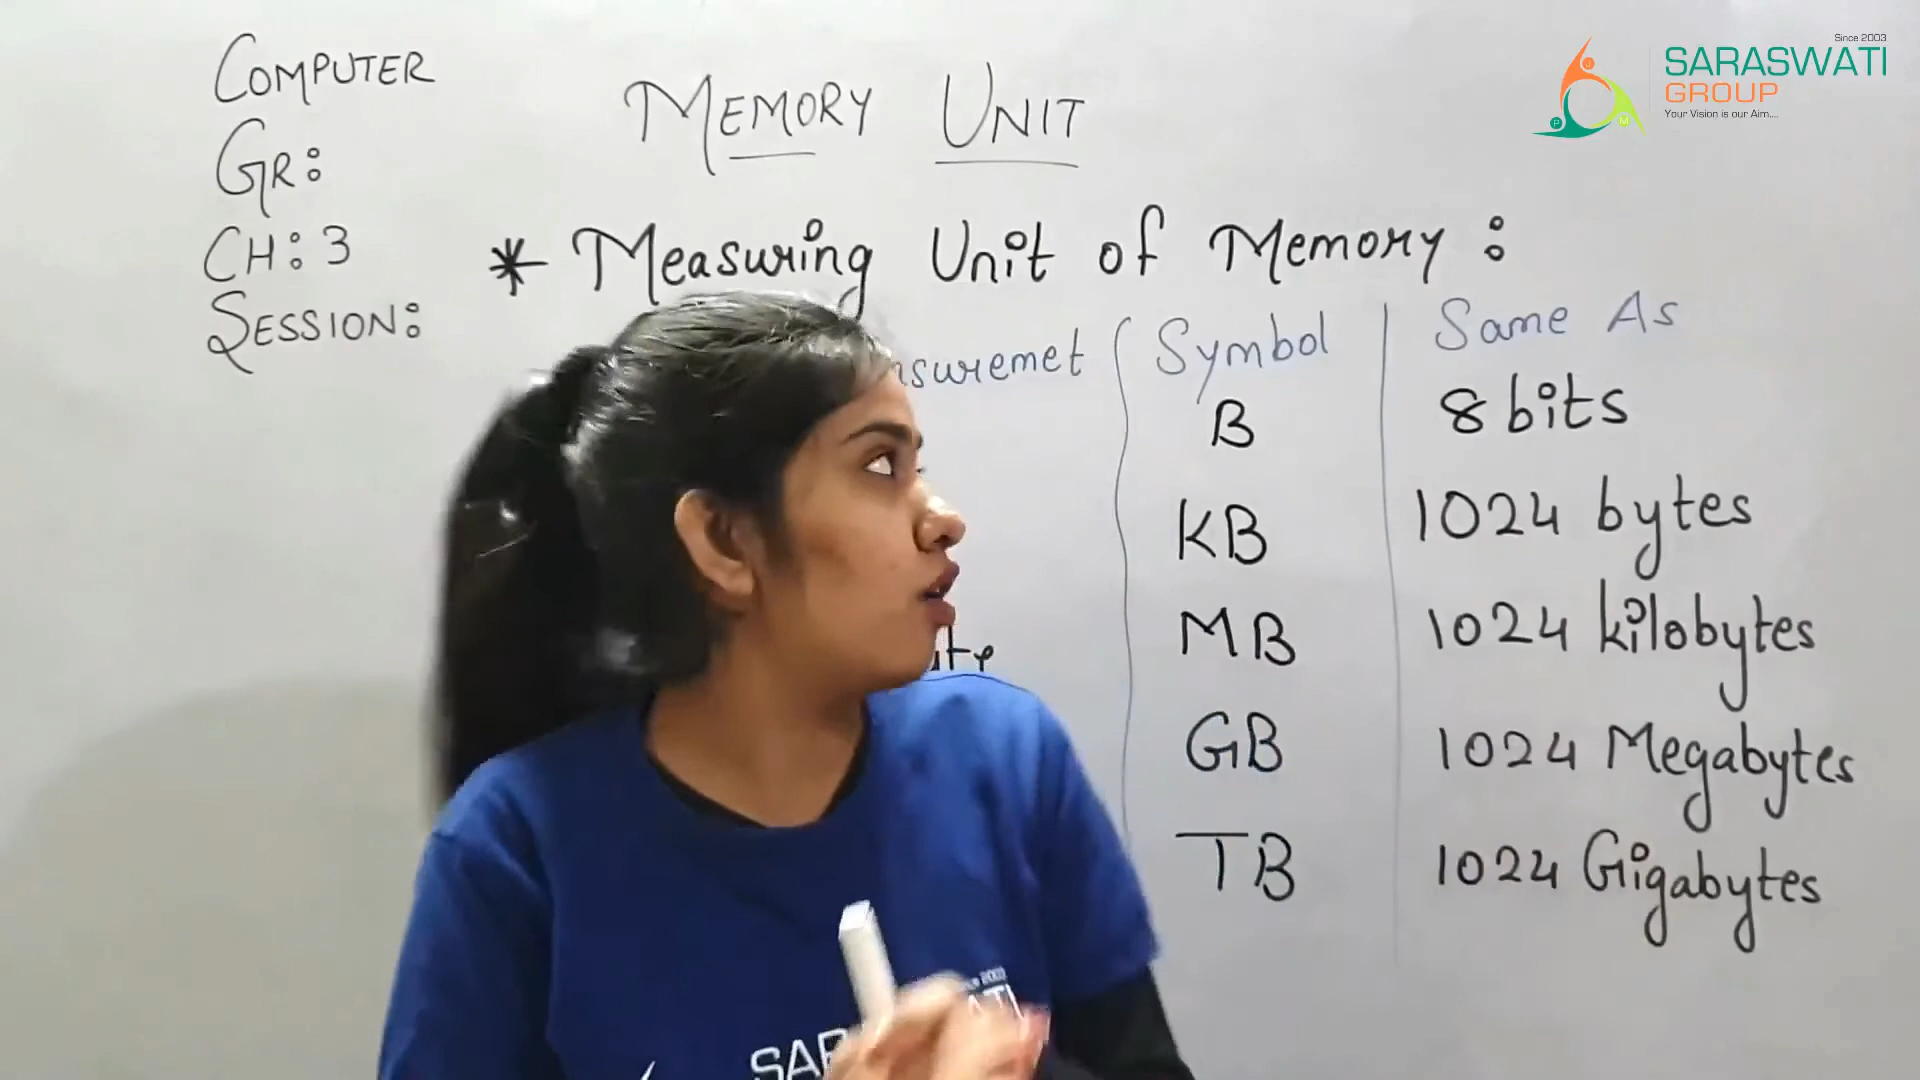 COMPUTER
GR:
CH: 3
SESSION:
MEMORY UNIT
* Measuring Unit of Memory:
Symbol
Same As
B
8 bits
KB
1024 bytes
MB
1024 kilobytes
GB
1024 Megabytes
TB
1024 Gigabytes
Since 2003
SARASWATI
GROUP
Your Vision is our Aim....